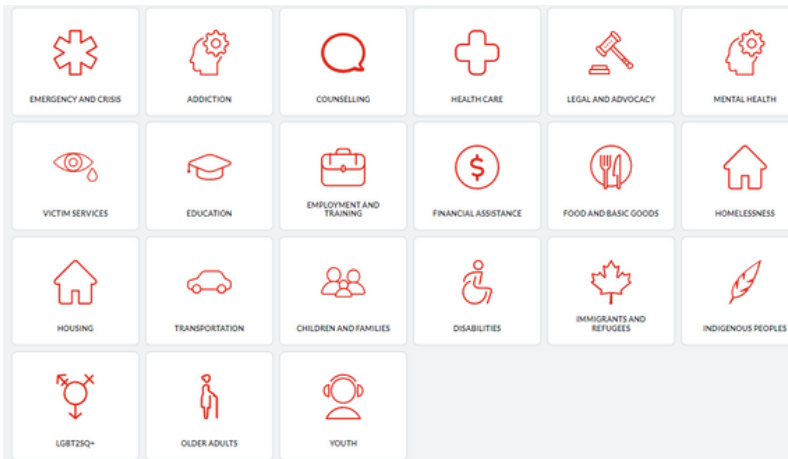 EMERGENCY AND CRISIS
ADDICTION
COUNSELLING
HEALTH CARE
LEGAL AND ADVOCACY
MENTAL HEALTH
VICTIM SERVICES
EDUCATION
EMPLOYMENT AND
TRAINING
$
FINANCIAL ASSISTANCE
FOOD AND BASIC GOODS
HOMELESSNESS
HOUSING
TRANSPORTATION
CHILDREN AND FAMILIES
DISABILITIES
IMMIGRANTS AND
REFUGEES
INDIGENOUS PEOPLES
LGBT2SQ+
OLDER ADULTS
YOUTH